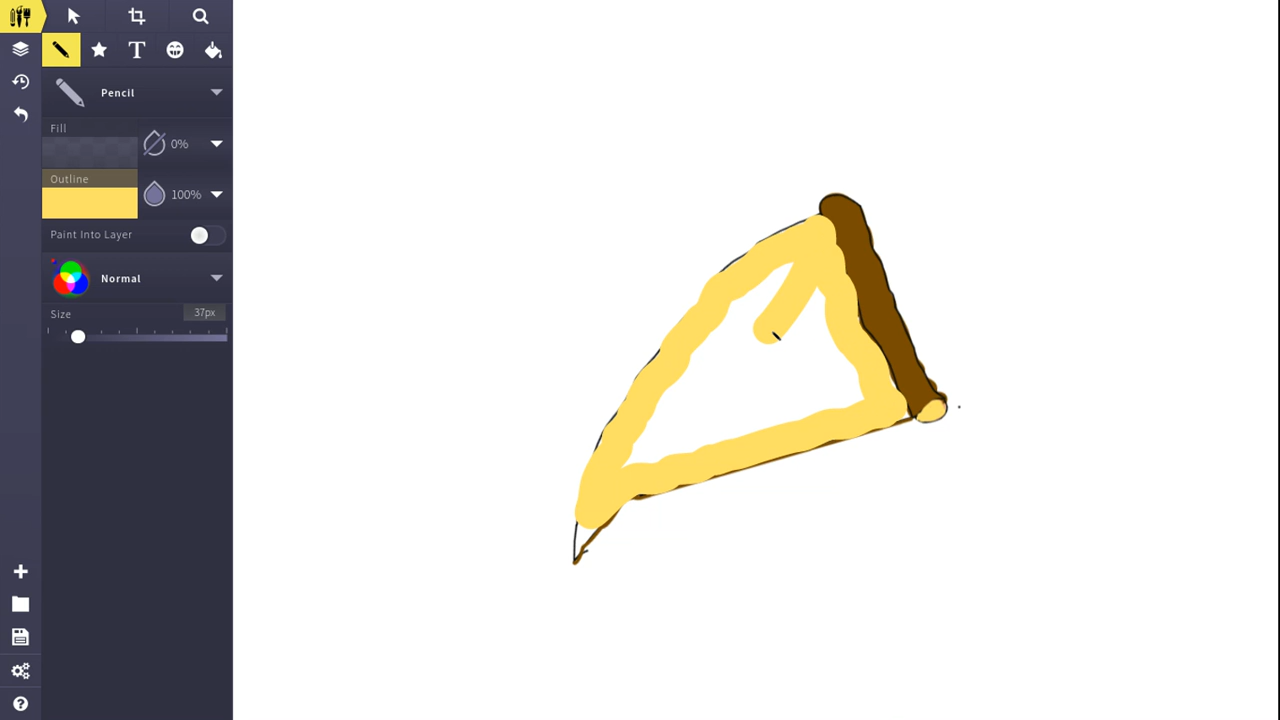 T
Pencil
Fill
0%
Outline
100%
Paint Into Layer
Normal
Size
37px
?